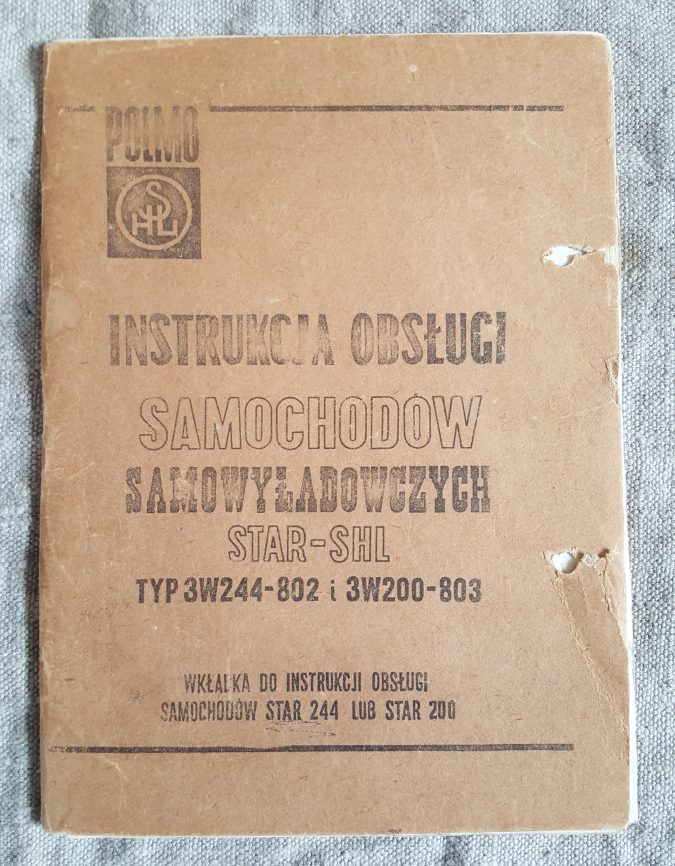 POLMO
SHL
INSTRUKCJA OBSŁUGI
SAMOCHODÓW
SAMOWYŁADOWCZYCH
STAR-SHL
TYP 3W244-802 i 3W200-803
WKŁADKA DO INSTRUKCJI OBSŁUGI
SAMOCHODÓW STAR 244 LUB STAR 200